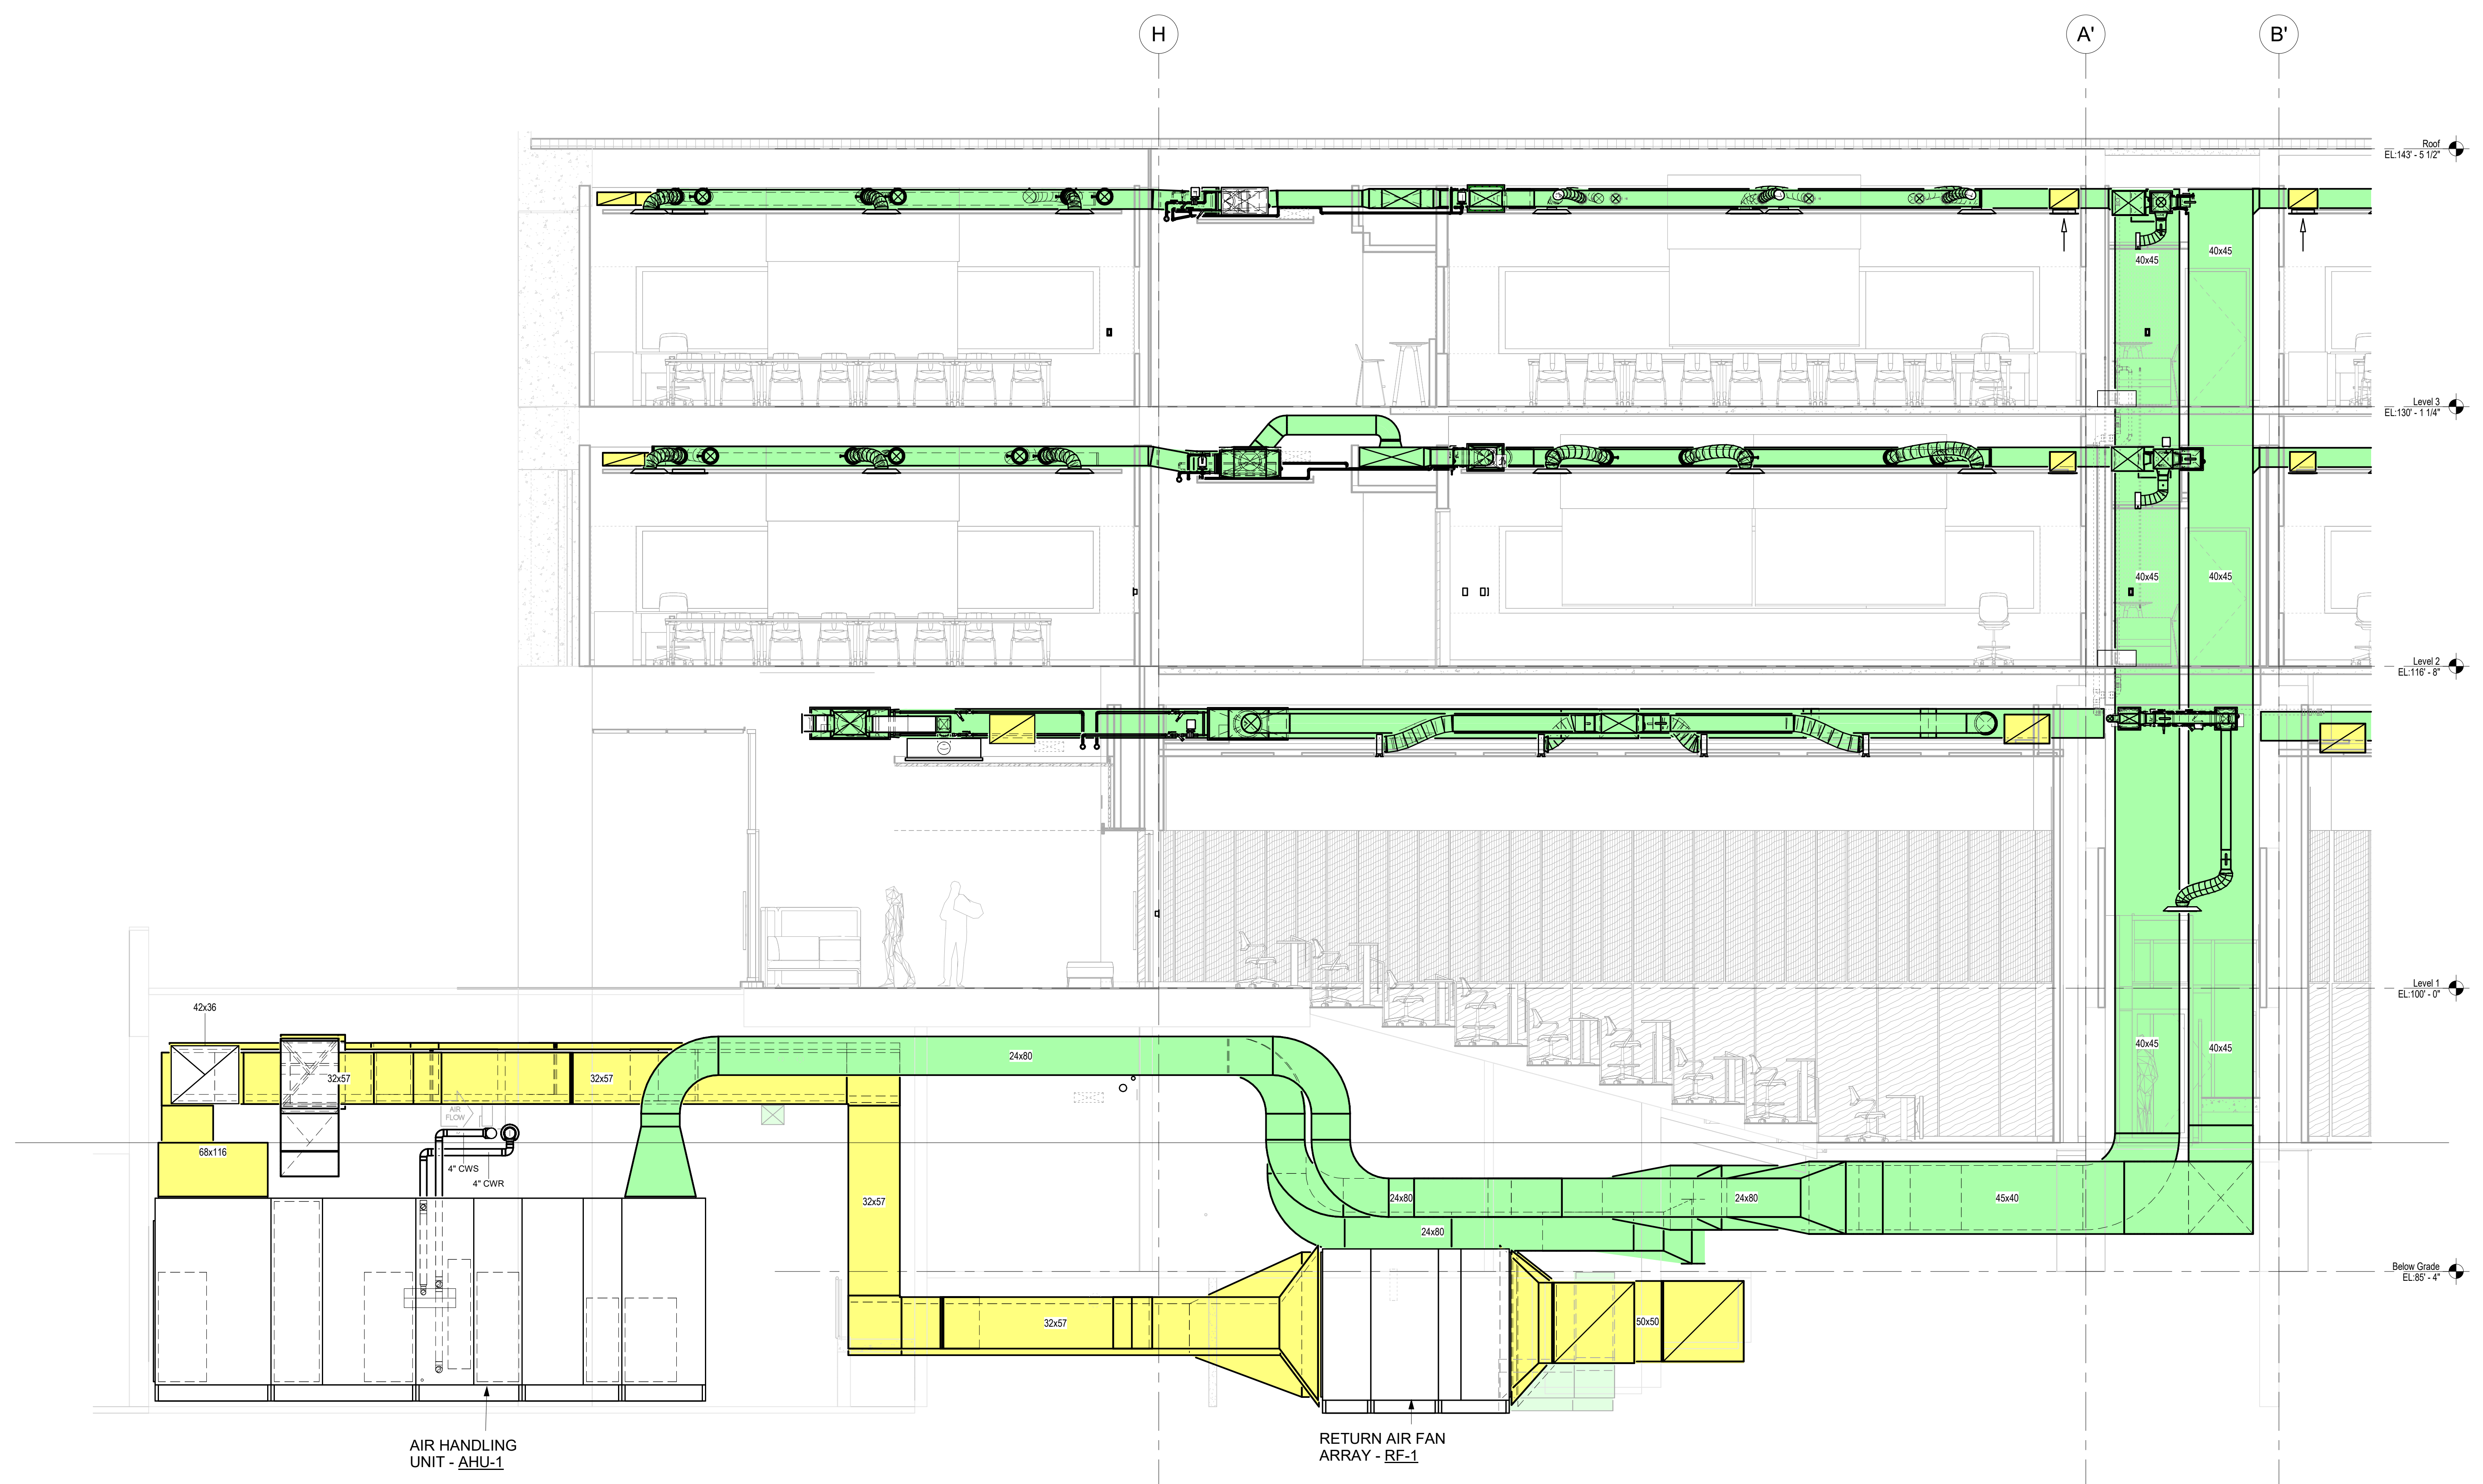 H
A'
B'
Roof
EL:143' - 5 1/2"
40x45
40x45
Level 3
EL:130' - 1 1/4"
40x45
40x45
Level 2
EL:116' - 8"
Level 1
EL:100' - 0"
42x36
40x45
40x45
24x80
32x57
32x57
AIR
FLOW
68x116
4" CWS
4" CWR
32x57
24x80
24x80
45x40
24x80
Below Grade
EL:85' - 4"
32x57
50x50
AIR HANDLING
UNIT - AHU-1
RETURN AIR FAN
ARRAY - RF-1